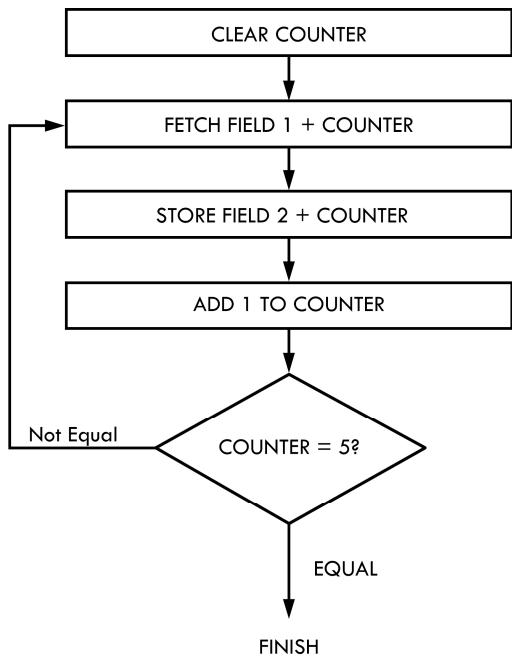 CLEAR COUNTER
FETCH FIELD 1 + COUNTER
STORE FIELD 2 + COUNTER
ADD 1 TO COUNTER
Not Equal
COUNTER = 5?
EQUAL
FINISH